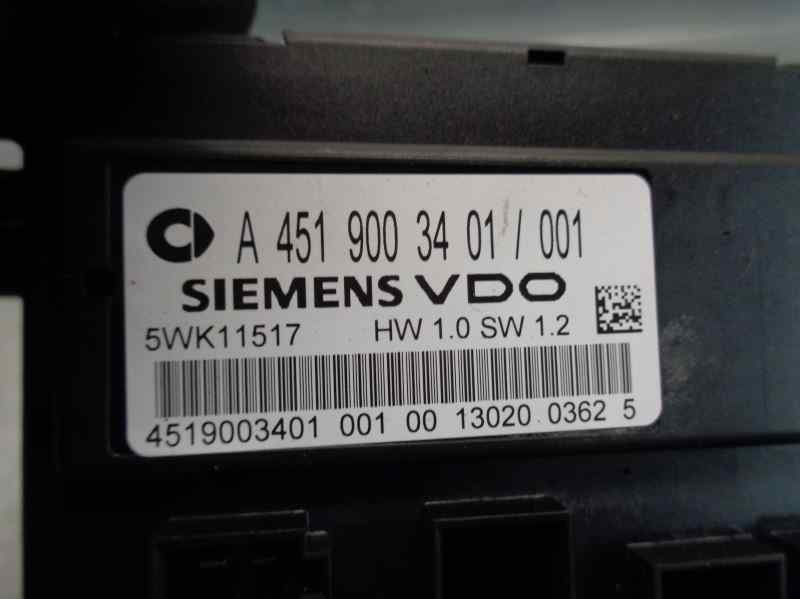 A 451 900 34 01 / 001
SIEMENS VDO
5WK11517 HW 1.0 SW 1.2
4519003401 001 00 13020 0362 5